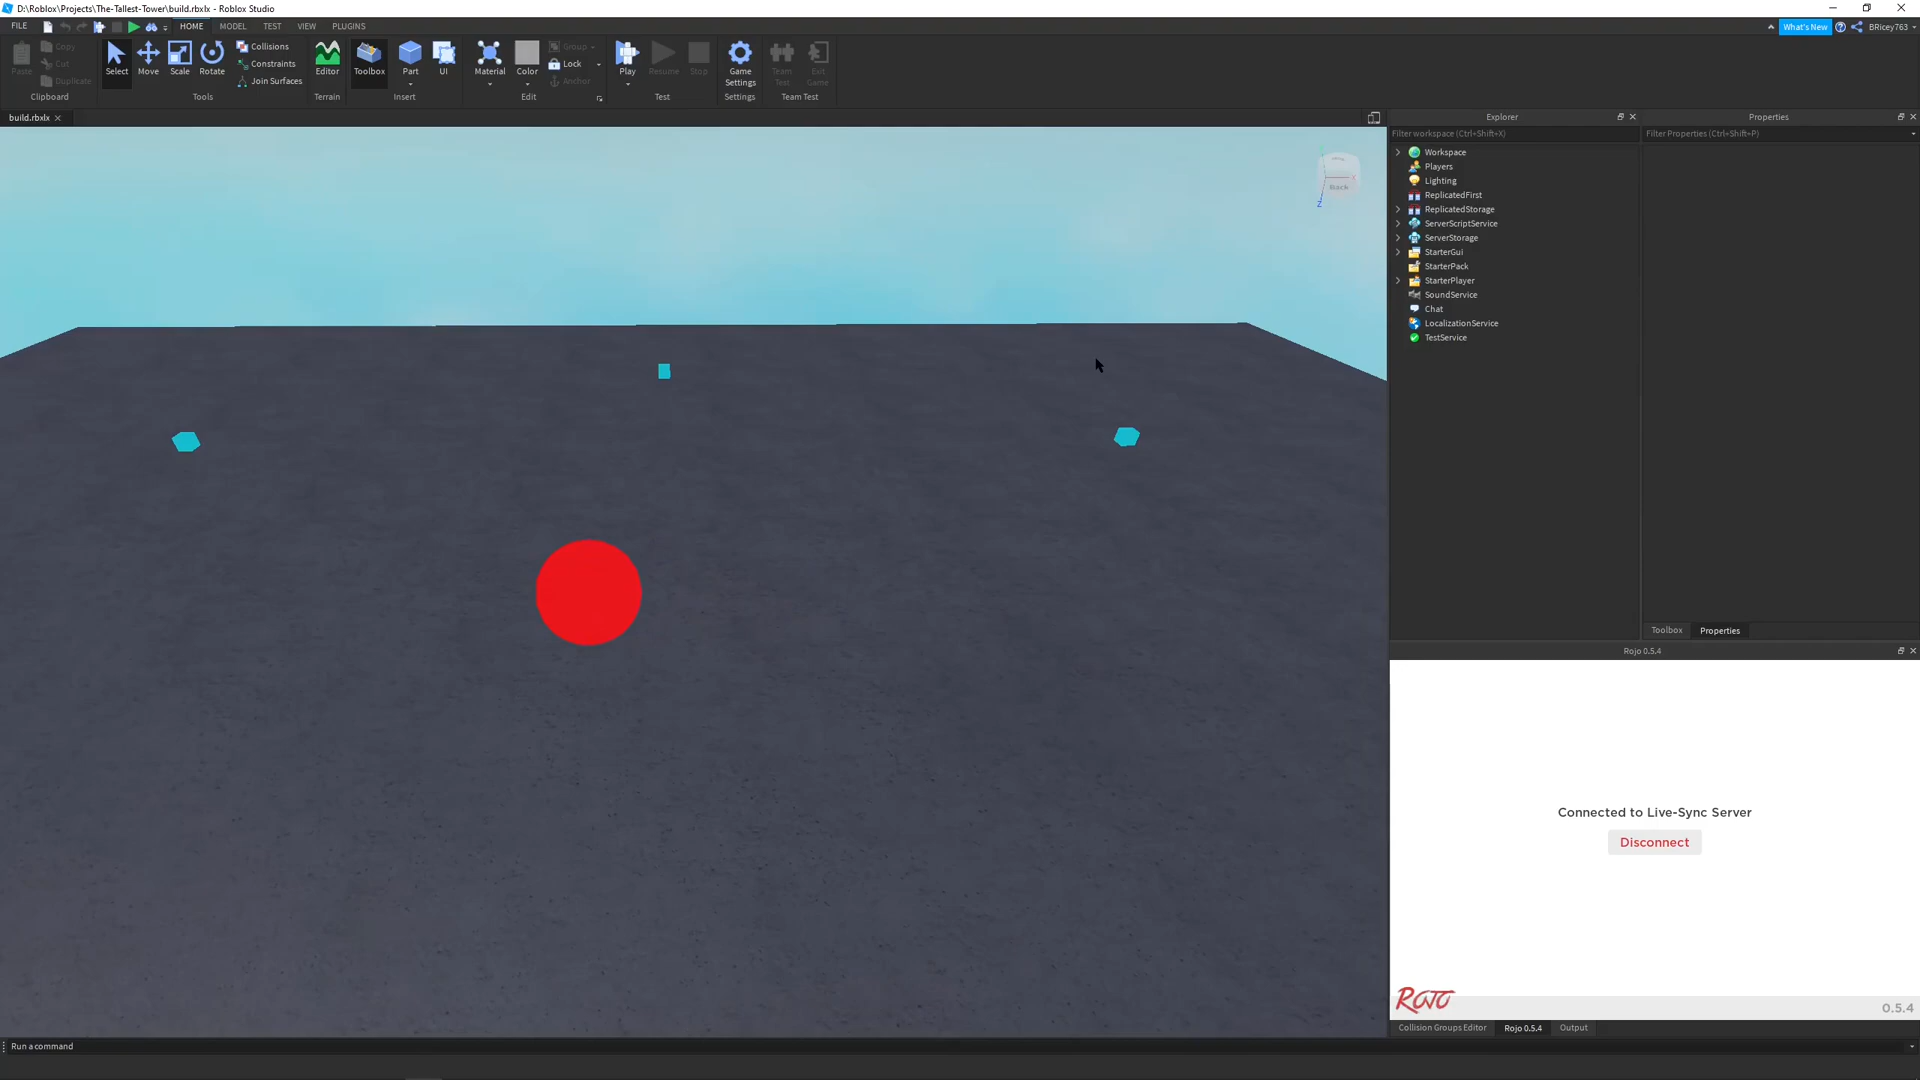 D:\Roblox\Projects\The-Tallest-Tower\build.rbxlx - Roblox Studio
FILE HOME MODEL TEST VIEW PLUGINS What's New BRicey763
Paste Copy Cut Duplicate Clipboard
Select Move Scale Rotate Collisions Constraints Join Surfaces Tools
Editor Terrain
Toolbox Part UI Insert
Material Color Group Lock Anchor Edit
Play Resume Stop Test
Game Settings Settings
Team Test Exit Game Team Test
build.rbxlx
Back
X
Z
Explorer
Filter workspace (Ctrl+Shift+X)
Workspace
Players
Lighting
ReplicatedFirst
ReplicatedStorage
ServerScriptService
ServerStorage
StarterGui
StarterPack
StarterPlayer
SoundService
Chat
LocalizationService
TestService
Properties
Filter Properties (Ctrl+Shift+P)
Toolbox Properties
Rojo 0.5.4
Connected to Live-Sync Server
Disconnect
Rojo
0.5.4
Collision Groups Editor Rojo 0.5.4 Output
Run a command